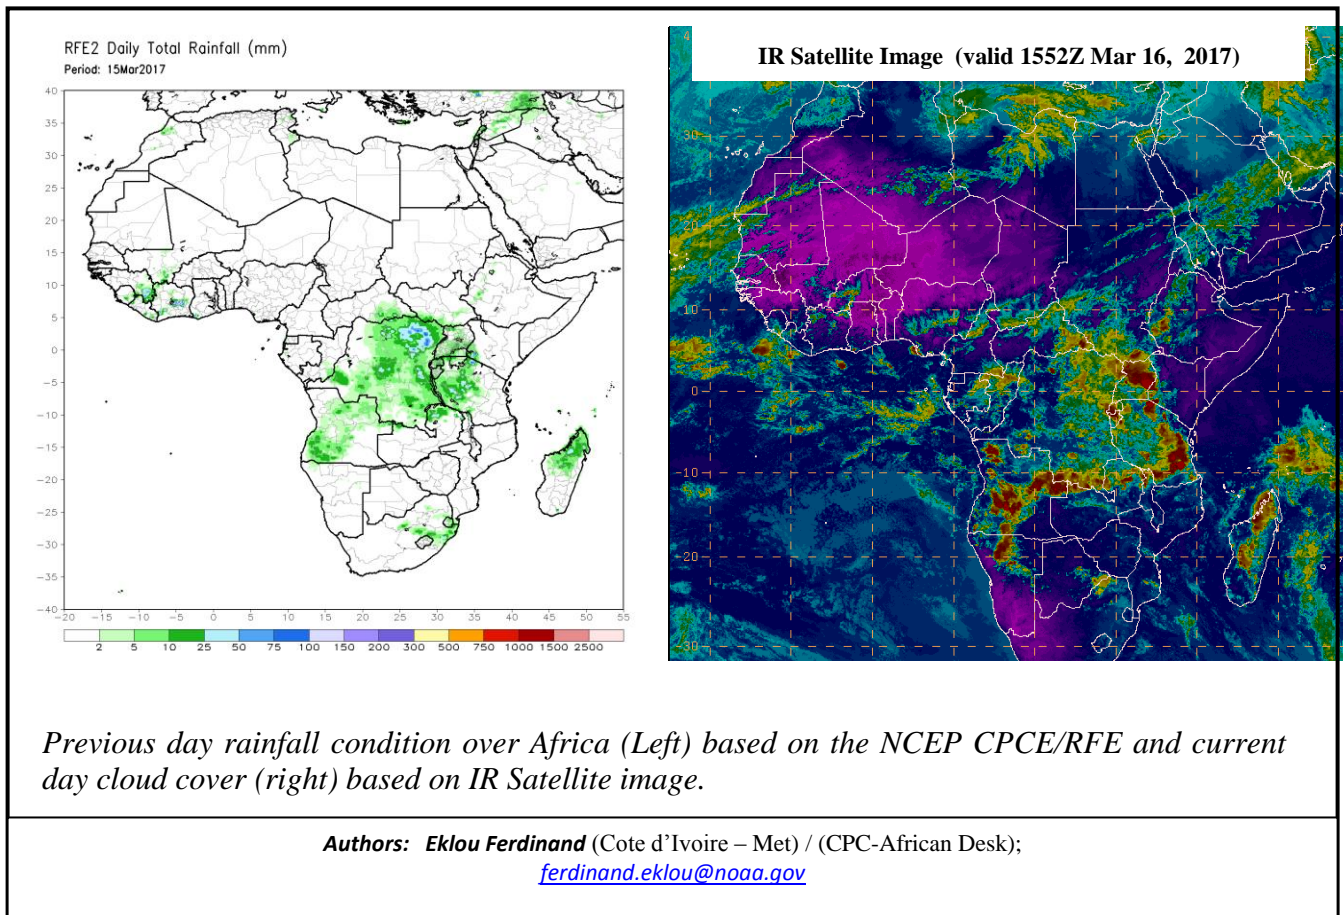 RFE2 Daily Total Rainfall (mm)
Period: 15Mar2017
40
35
30
25
20
15
10
5
0
−5
−10
−15
−20
−25
−30
−35
−40
−20 −15 −10 −5 0 5 10 15 20 25 30 35 40 45 50 55
2 5 10 25 50 75 100 150 200 300 500 750 1000 1500 2500
IR Satellite Image (valid 1552Z Mar 16, 2017)
30
20
10
0
-10
-20
-30
Previous day rainfall condition over Africa (Left) based on the NCEP CPCE/RFE and current
day cloud cover (right) based on IR Satellite image.
Authors: Eklou Ferdinand (Cote d’Ivoire – Met) / (CPC-African Desk);
ferdinand.eklou@noaa.gov